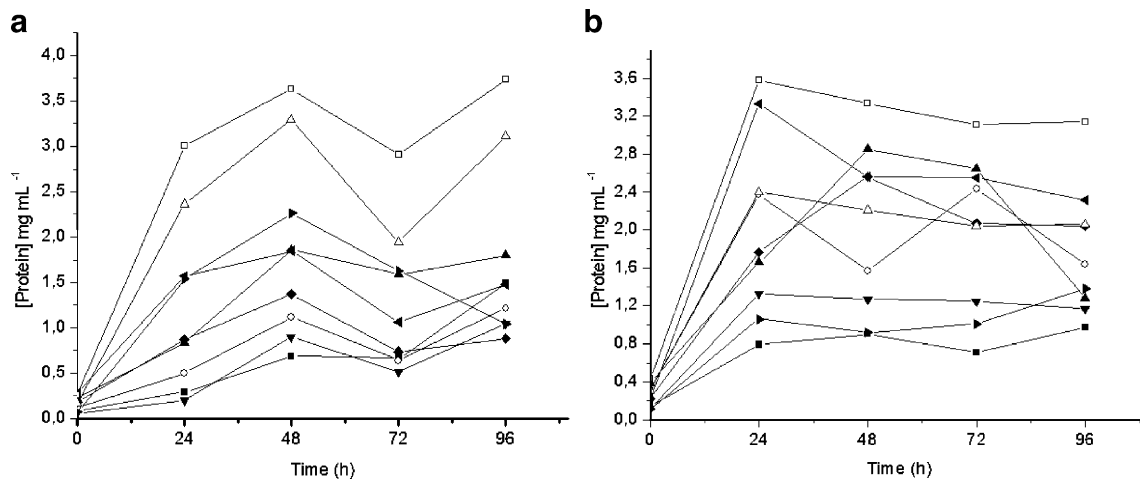 a
[Protein] mg mL⁻¹
4,0
3,5
3,0
2,5
2,0
1,5
1,0
0,5
0,0
0 24 48 72 96
Time (h)
b
[Protein] mg mL⁻¹
3,6
3,2
2,8
2,4
2,0
1,6
1,2
0,8
0,4
0,0
0 24 48 72 96
Time (h)